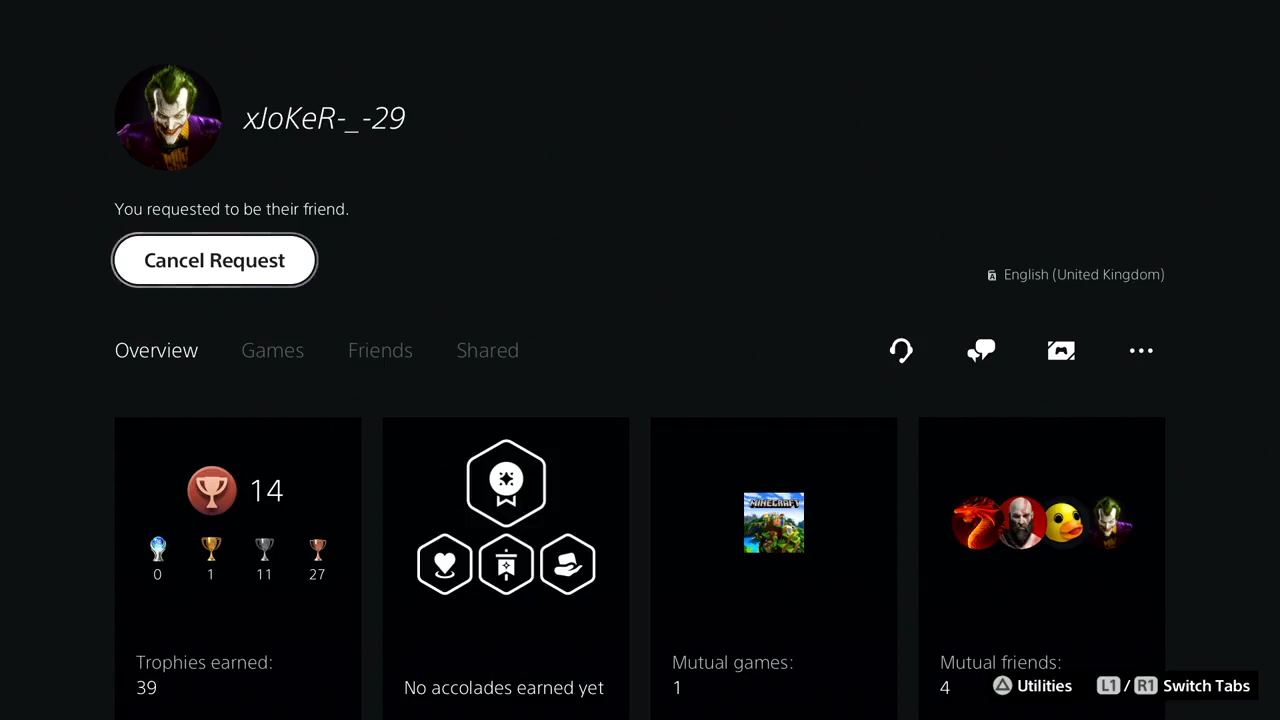 xJoKeR-_-29
You requested to be their friend.
Cancel Request
English (United Kingdom)
Overview Games Friends Shared
14
0 1 11 27
MINECRAFT
Trophies earned:
39
No accolades earned yet
Mutual games:
1
Mutual friends:
4
Utilities L1 / R1 Switch Tabs